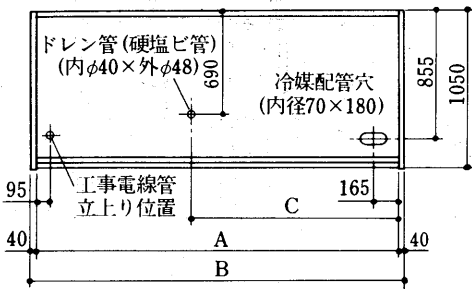 ドレン管(硬塩ビ管)
(内φ40×外φ48)
690
冷媒配管穴
(内径70×180)
855
1050
95
工事電線管
立上り位置
165
C
40
A
40
B